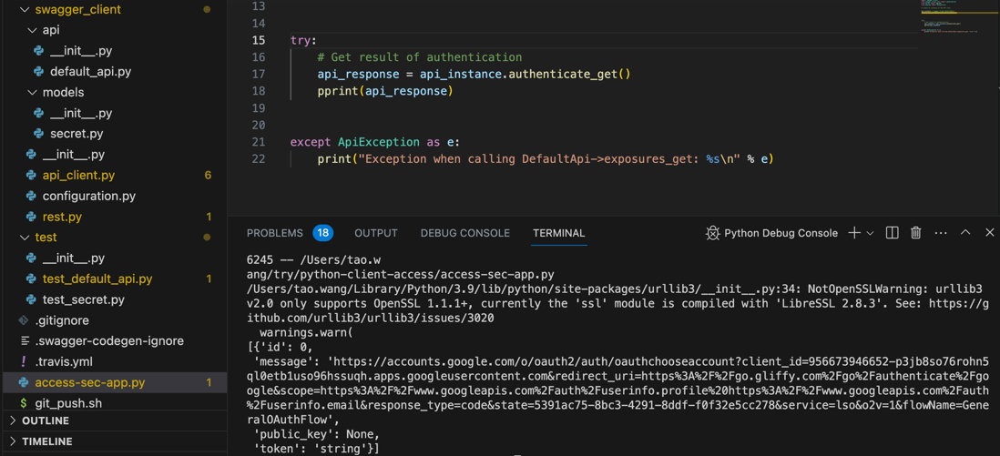 swagger_client
api
__init__.py
default_api.py
models
__init__.py
secret.py
__init__.py
api_client.py 6
configuration.py
rest.py 1
test
__init__.py
test_default_api.py 1
test_secret.py
.gitignore
.swagger-codegen-ignore
.travis.yml
access-sec-app.py 1
git_push.sh
OUTLINE
TIMELINE
13
14
15 try:
16 # Get result of authentication
17 api_response = api_instance.authenticate_get()
18 pprint(api_response)
19
20
21 except ApiException as e:
22 print("Exception when calling DefaultApi->exposures_get: %s\n" % e)
PROBLEMS 18 OUTPUT DEBUG CONSOLE TERMINAL Python Debug Console
6245 -- /Users/tao.w
ang/try/python-client-access/access-sec-app.py
/Users/tao.wang/Library/Python/3.9/lib/python/site-packages/urllib3/__init__.py:34: NotOpenSSLWarning: urllib3
v2.0 only supports OpenSSL 1.1.1+, currently the 'ssl' module is compiled with 'LibreSSL 2.8.3'. See: https://g
ithub.com/urllib3/urllib3/issues/3020
warnings.warn(
[{'id': 0,
'message': 'https://accounts.google.com/o/oauth2/auth/oauthchooseaccount?client_id=956673946652-p3jb8so76rohn5
ql0etb1uso96hssuqh.apps.googleusercontent.com&redirect_uri=https%3A%2F%2Fgo.gliffy.com%2Fgo%2Fauthenticate%2Fgo
ogle&scope=https%3A%2F%2Fwww.googleapis.com%2Fauth%2Fuserinfo.profile%20https%3A%2F%2Fwww.googleapis.com%2Fauth
%2Fuserinfo.email&response_type=code&state=5391ac75-8bc3-4291-8ddf-f0f32e5cc278&service=lso&o2v=1&flowName=Gene
ralOAuthFlow',
'public_key': None,
'token': 'string'}]